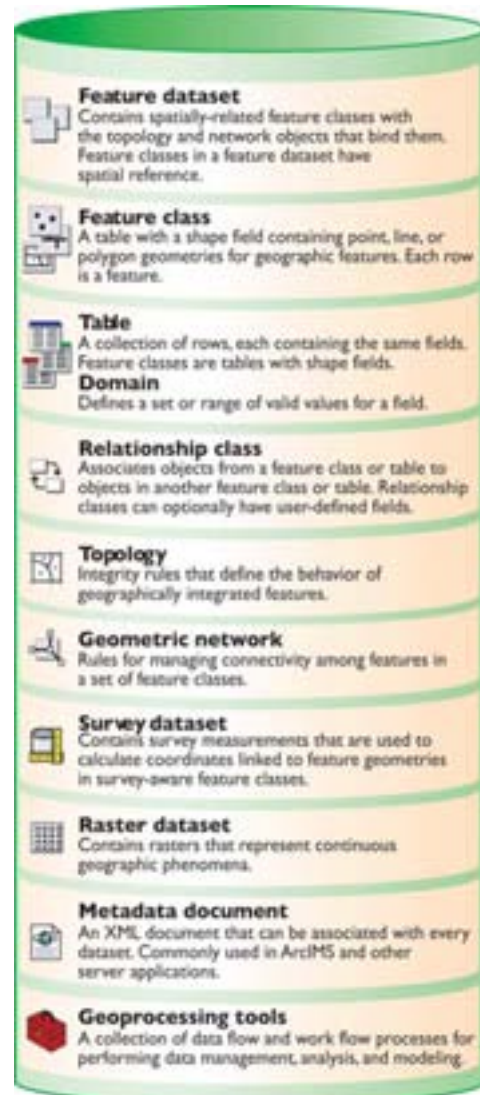 Feature dataset
Contains spatially-related feature classes with
the topology and network objects that bind them.
Feature classes in a feature dataset have
spatial reference.
Feature class
A table with a shape field containing point, line, or
polygon geometries for geographic features. Each row
is a feature.
Table
A collection of rows, each containing the same fields.
Feature classes are tables with shape fields.
Domain
Defines a set or range of valid values for a field.
Relationship class
Associates objects from a feature class or table to
objects in another feature class or table. Relationship
classes can optionally have user-defined fields.
Topology
Integrity rules that define the behavior of
geographically integrated features.
Geometric network
Rules for managing connectivity among features in
a set of feature classes.
Survey dataset
Contains survey measurements that are used to
calculate coordinates linked to feature geometries
in survey-aware feature classes.
Raster dataset
Contains rasters that represent continuous
geographic phenomena.
Metadata document
An XML document that can be associated with every
dataset. Commonly used in ArcIMS and other
server applications.
Geoprocessing tools
A collection of data flow and work flow processes for
performing data management, analysis, and modeling.